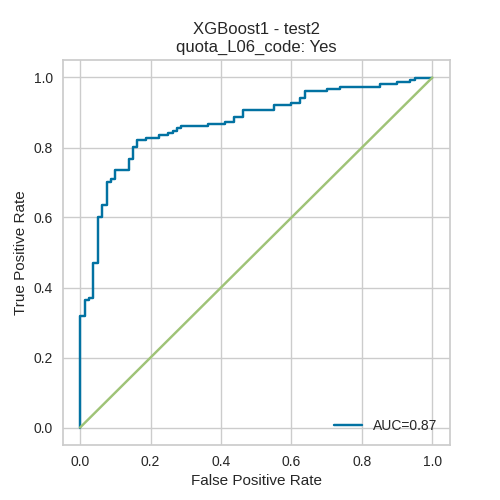 XGBoost1 - test2
quota_L06_code: Yes
1.0
0.8
0.6
0.4
0.2
0.0
True Positive Rate
AUC=0.87
0.0 0.2 0.4 0.6 0.8 1.0
False Positive Rate